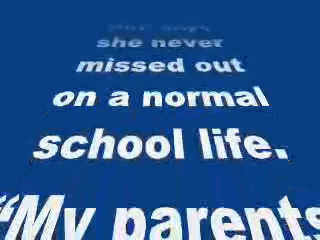 she never
missed out
on a normal
school life.
"My parents